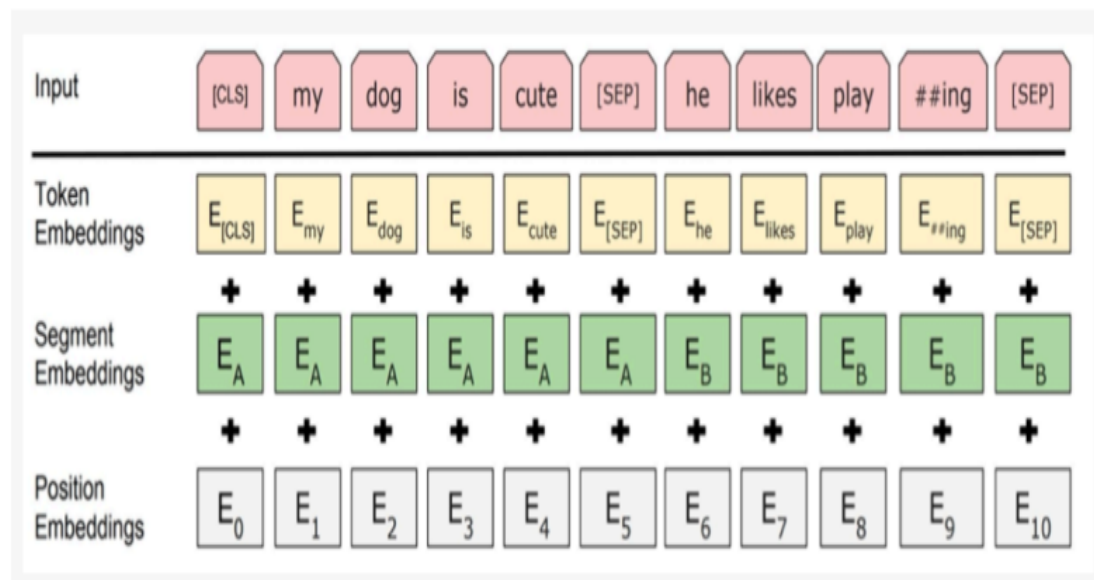 Input [CLS] my dog is cute [SEP] he likes play ##ing [SEP]
Token
Embeddings E[CLS] Emy Edog Eis Ecute E[SEP] Ehe Elikes Eplay E##ing E[SEP]
+ + + + + + + + + + +
Segment
Embeddings EA EA EA EA EA EA EB EB EB EB EB
+ + + + + + + + + + +
Position
Embeddings E0 E1 E2 E3 E4 E5 E6 E7 E8 E9 E10